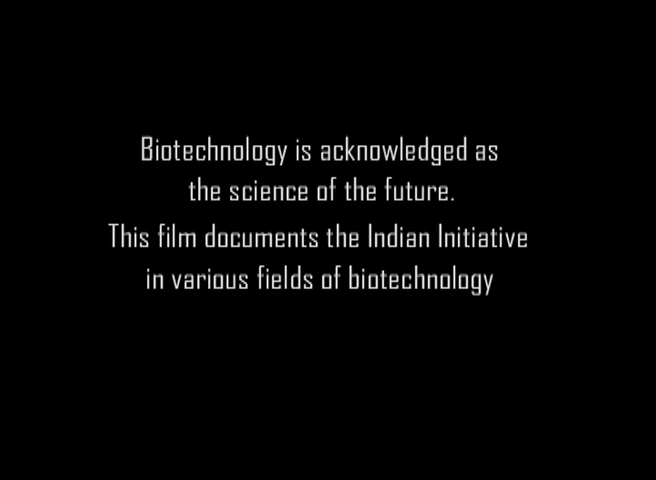 Biotechnology is acknowledged as
the science of the future.
This film documents the Indian Initiative
in various fields of biotechnology